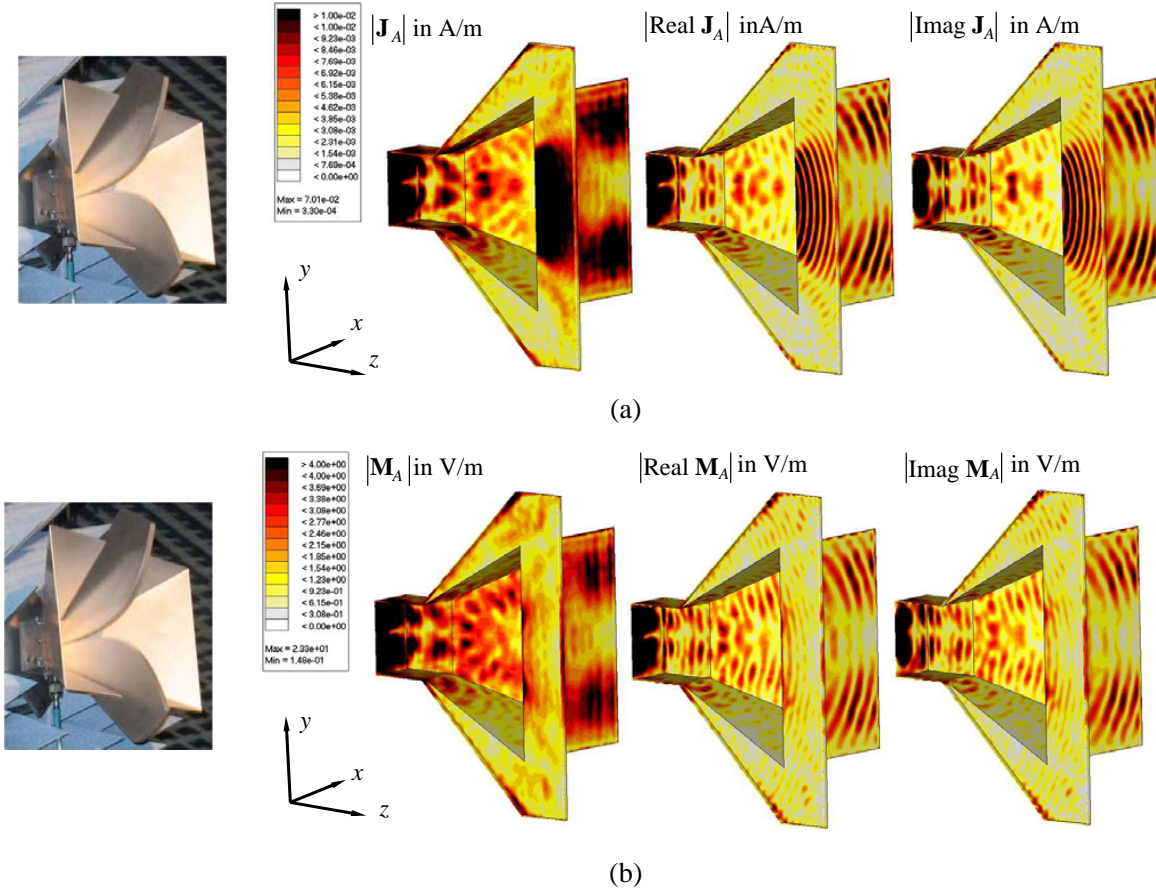 |J_A| in A/m
|Real J_A| inA/m
|Imag J_A| in A/m
> 1.00e-02
< 1.00e-02
< 9.23e-03
< 8.46e-03
< 7.69e-03
< 6.92e-03
< 6.15e-03
< 5.38e-03
< 4.62e-03
< 3.85e-03
< 3.08e-03
< 2.31e-03
< 1.54e-03
< 7.69e-04
< 0.00e+00
Max = 7.01e-02
Min = 3.30e-04
y
x
z
(a)
|M_A| in V/m
|Real M_A| in V/m
|Imag M_A| in V/m
> 4.00e+00
< 4.00e+00
< 3.69e+00
< 3.38e+00
< 3.08e+00
< 2.77e+00
< 2.46e+00
< 2.15e+00
< 1.85e+00
< 1.54e+00
< 1.23e+00
< 9.23e-01
< 6.15e-01
< 3.08e-01
< 0.00e+00
Max = 2.33e+01
Min = 1.48e-01
y
x
z
(b)